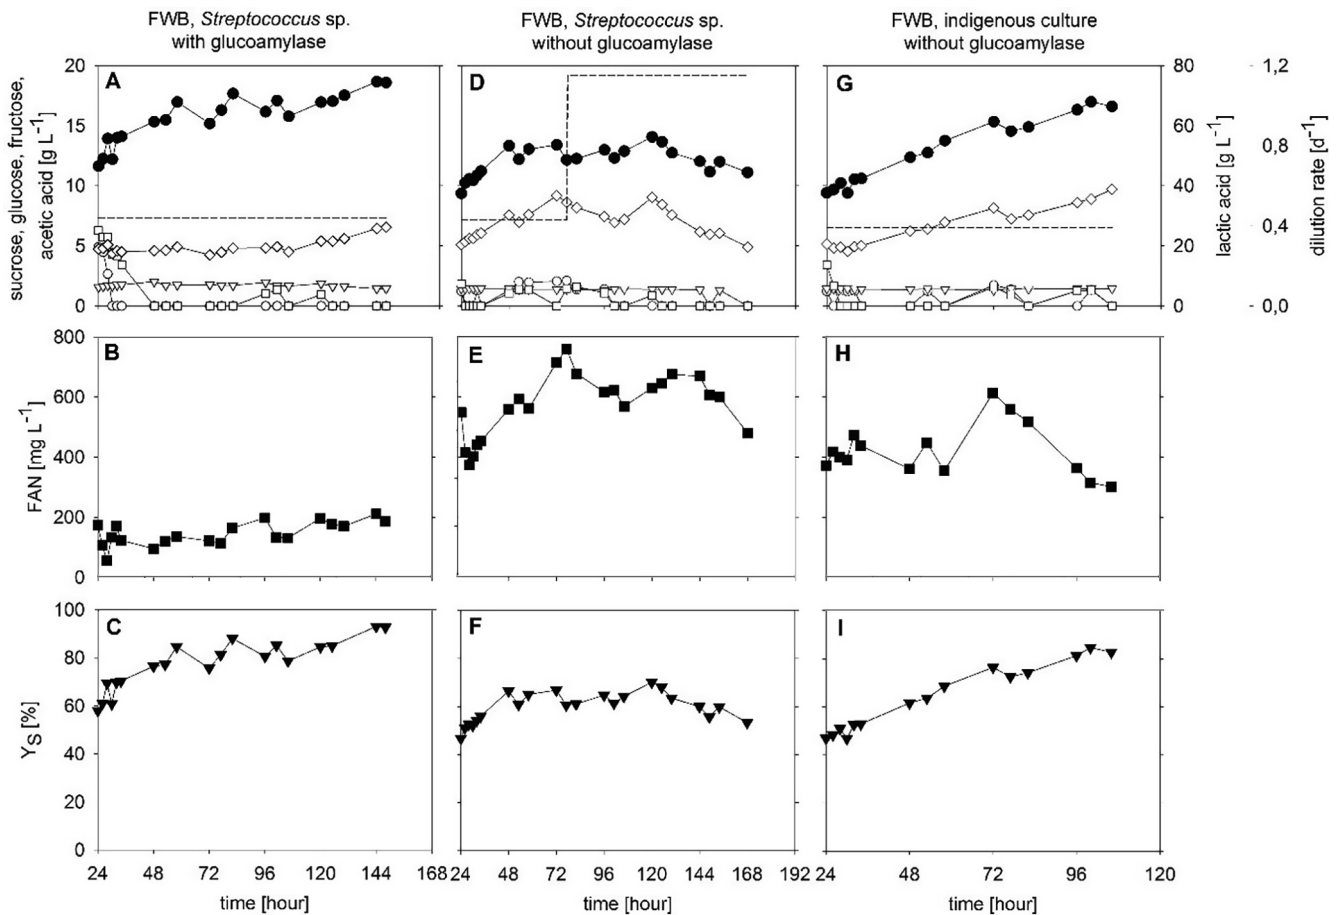 FWB, Streptococcus sp.
with glucoamylase
FWB, Streptococcus sp.
without glucoamylase
FWB, indigenous culture
without glucoamylase
sucrose, glucose, fructose,
acetic acid [g L-1]
20
15
10
5
0
A
D
G
80
60
40
20
0
lactic acid [g L-1]
1,2
0,8
0,4
0,0
dilution rate [d-1]
FAN [mg L-1]
800
600
400
200
0
B
E
H
YS [%]
100
80
60
40
20
0
C
F
I
24 48 72 96 120 144 168
24 48 72 96 120 144 168 192
24 48 72 96 120
time [hour]
time [hour]
time [hour]